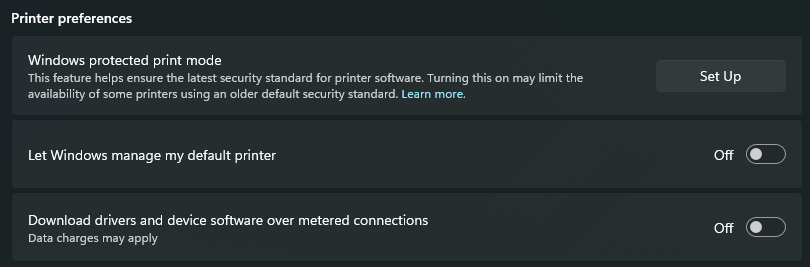 Printer preferences
Windows protected print mode
This feature helps ensure the latest security standard for printer software. Turning this on may limit the
availability of some printers using an older default security standard. Learn more.
Set Up
Let Windows manage my default printer
Off
Download drivers and device software over metered connections
Data charges may apply
Off